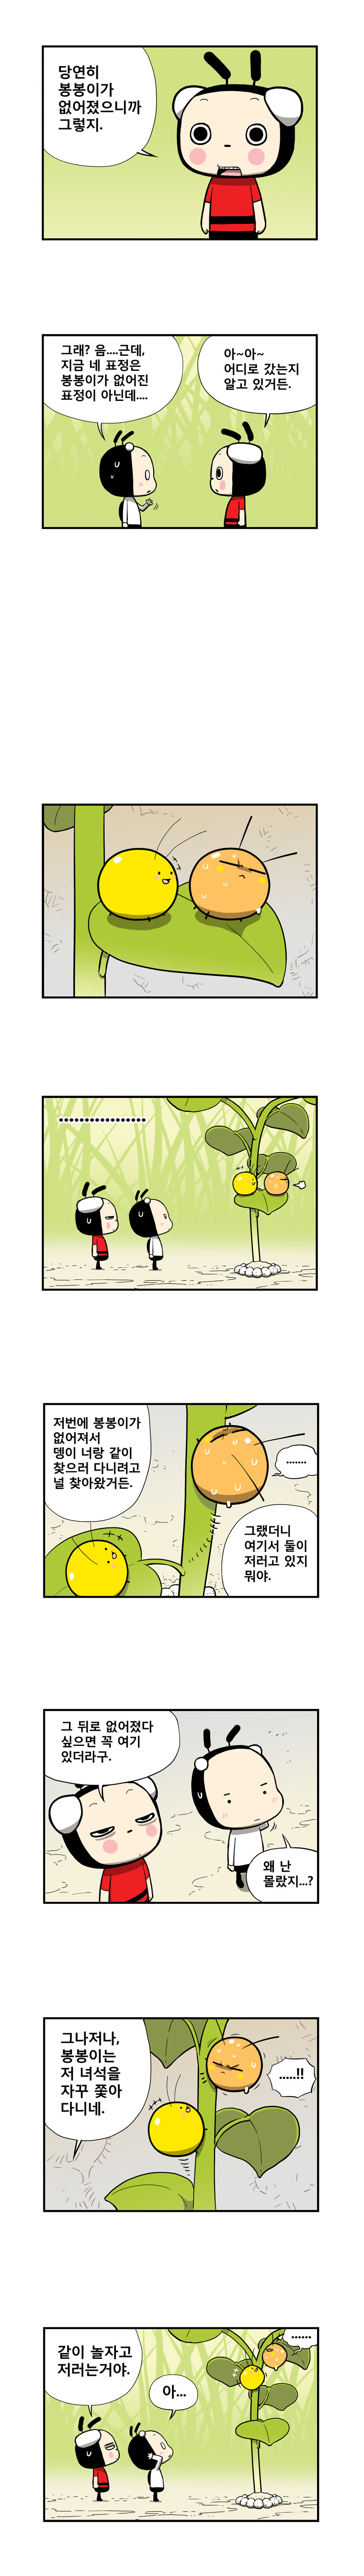 당연히
봉봉이가
없어졌으니까
그렇지.
그래? 음....근데,
지금 네 표정은
봉봉이가 없어진
표정이 아닌데....
아~아~
어디로 갔는지
알고 있거든.
.................
저번에 봉봉이가
없어져서
뎅이 너랑 같이
찾으러 다니려고
널 찾아왔거든.
.......
그랬더니
여기서 둘이
저러고 있지
뭐야.
그 뒤로 없어졌다
싶으면 꼭 여기
있더라구.
왜 난
몰랐지...?
그나저나,
봉봉이는
저 녀석을
자꾸 쫓아
다니네.
.....!!
같이 놀자고
저러는거야.
아...
......